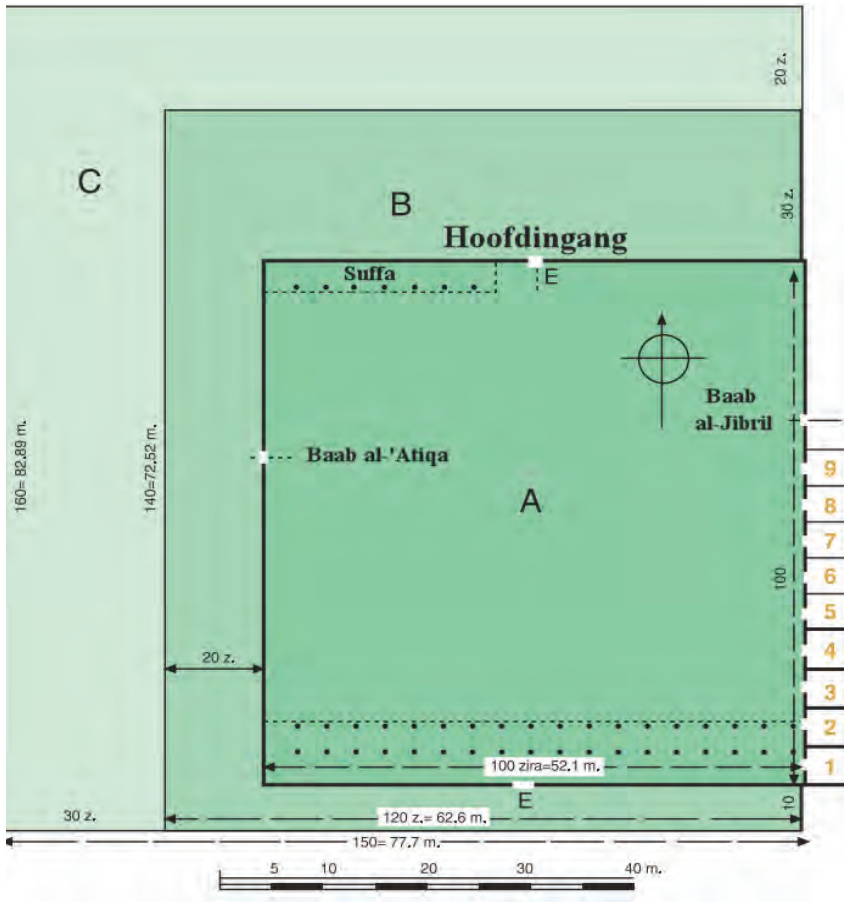 20 z.
C
B
30 z.
Hoofdingang
Suffa
E
Baab
al-Jibril
Baab al-'Atiqa
160= 82.89 m.
140=72.52 m.
A
9
8
7
100
6
5
4
20 z.
3
2
100 zira=52.1 m.
1
E
10
30 z.
120 z.= 62.6 m.
150= 77.7 m.
5 10 20 30 40 m.